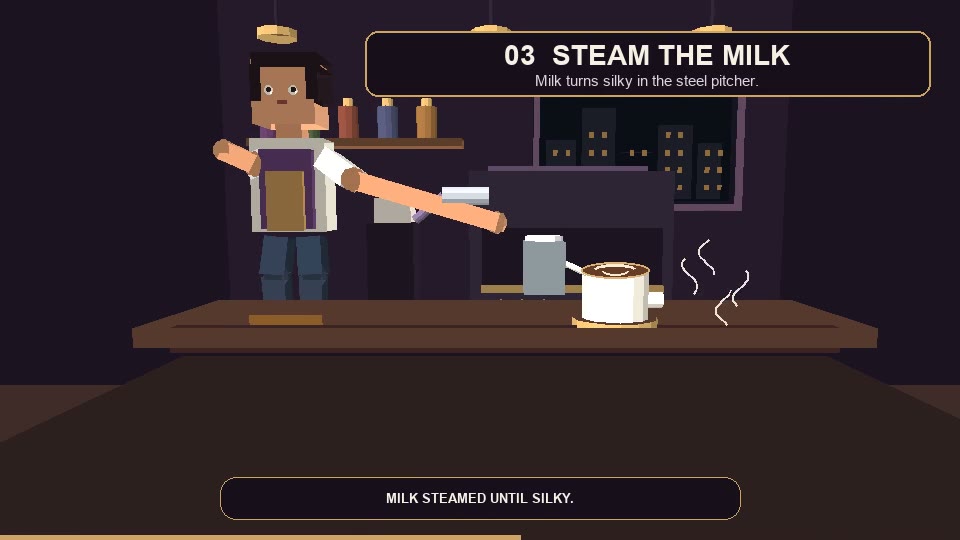 03 STEAM THE MILK
Milk turns silky in the steel pitcher.
MILK STEAMED UNTIL SILKY.